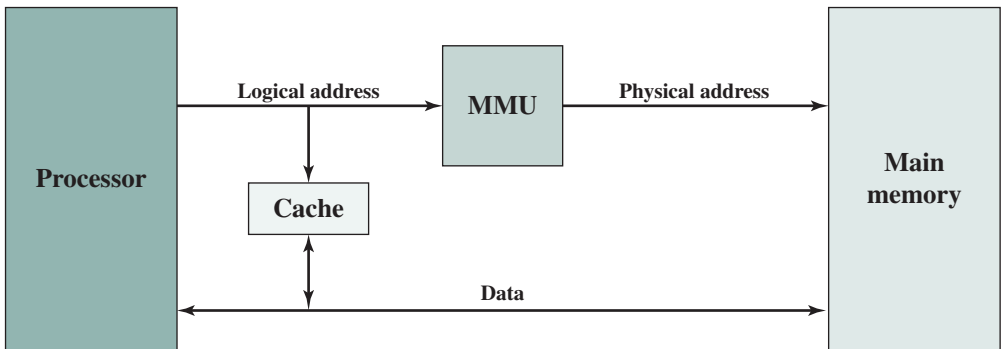 Logical address
MMU
Physical address
Processor
Cache
Main
memory
Data